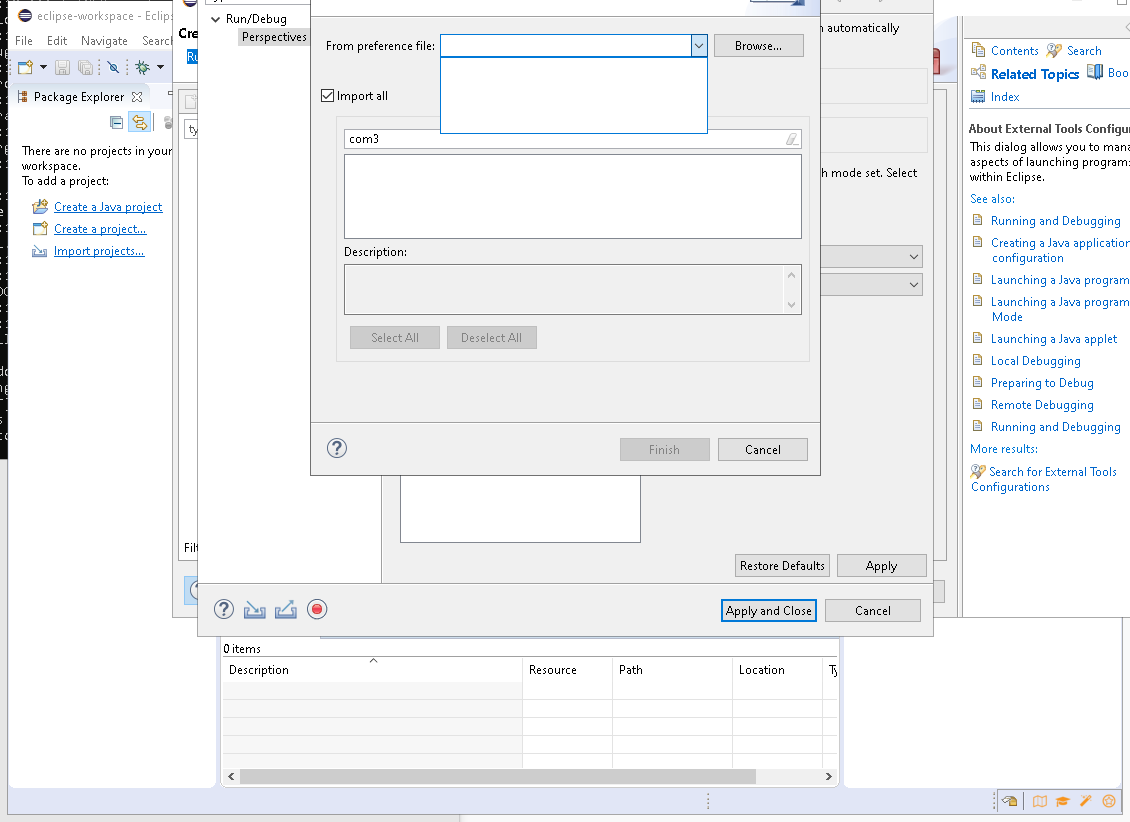 eclipse-workspace - Eclips
File Edit Navigate Search
Package Explorer
There are no projects in your
workspace.
To add a project:
Create a Java project
Create a project...
Import projects...
Cre
Ru
ty
Filt
Run/Debug
Perspectives
From preference file:
Browse...
Import all
com3
Description:
Select All
Deselect All
Finish
Cancel
n automatically
h mode set. Select
Restore Defaults
Apply
Apply and Close
Cancel
Contents
Search
Related Topics
Boo
Index
About External Tools Configu
This dialog allows you to mana
aspects of launching program
within Eclipse.
See also:
Running and Debugging
Creating a Java application
configuration
Launching a Java program
Launching a Java program
Mode
Launching a Java applet
Local Debugging
Preparing to Debug
Remote Debugging
Running and Debugging
More results:
Search for External Tools
Configurations
0 items
Description
Resource
Path
Location
Ty